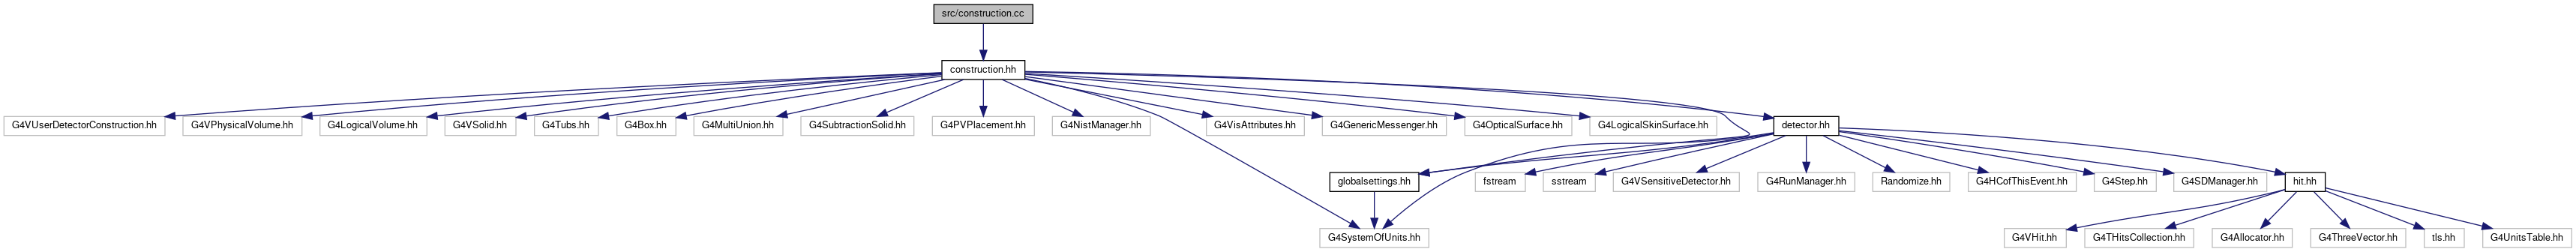 src/construction.cc
construction.hh
G4VUserDetectorConstruction.hh
G4VPhysicalVolume.hh
G4LogicalVolume.hh
G4VSolid.hh
G4Tubs.hh
G4Box.hh
G4MultiUnion.hh
G4SubtractionSolid.hh
G4PVPlacement.hh
G4NistManager.hh
G4VisAttributes.hh
G4GenericMessenger.hh
G4OpticalSurface.hh
G4LogicalSkinSurface.hh
detector.hh
globalsettings.hh
fstream
sstream
G4VSensitiveDetector.hh
G4RunManager.hh
Randomize.hh
G4HCofThisEvent.hh
G4Step.hh
G4SDManager.hh
hit.hh
G4SystemOfUnits.hh
G4VHit.hh
G4THitsCollection.hh
G4Allocator.hh
G4ThreeVector.hh
tls.hh
G4UnitsTable.hh